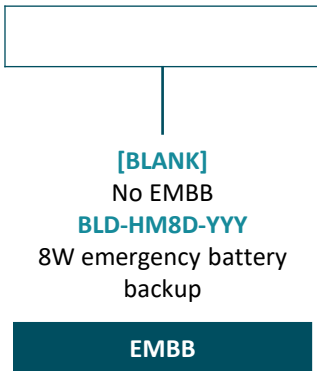 [BLANK]
No EMBB
BLD-HM8D-YYY
8W emergency battery
backup
EMBB